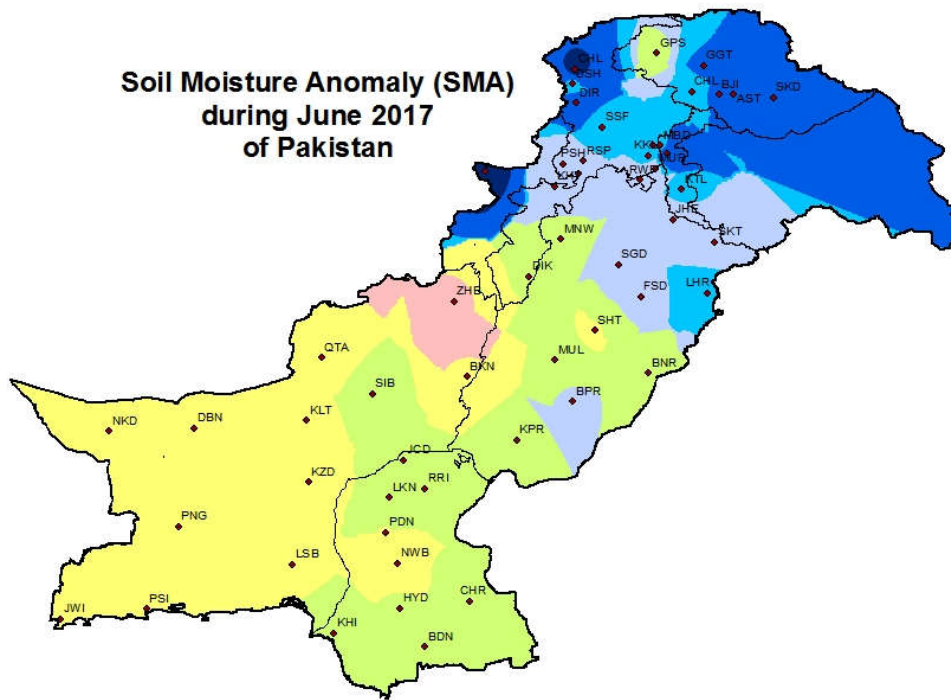 Soil Moisture Anomaly (SMA)
during June 2017
of Pakistan
GPS
CHL
GGT
DSH
CHL
BJI
AST
SKD
DIR
SSF
MBD
KKL
MUR
PSH
RSP
RWP
KTL
JHE
SKT
MNW
SGD
DIK
ZHB
FSD
LHR
SHT
QTA
MUL
BKN
BNR
SIB
BPR
NKD
DBN
KLT
KPR
JCD
KZD
RRI
LKN
PNG
PDN
LSB
NWB
JWI
PSI
HYD
CHR
KHI
BDN